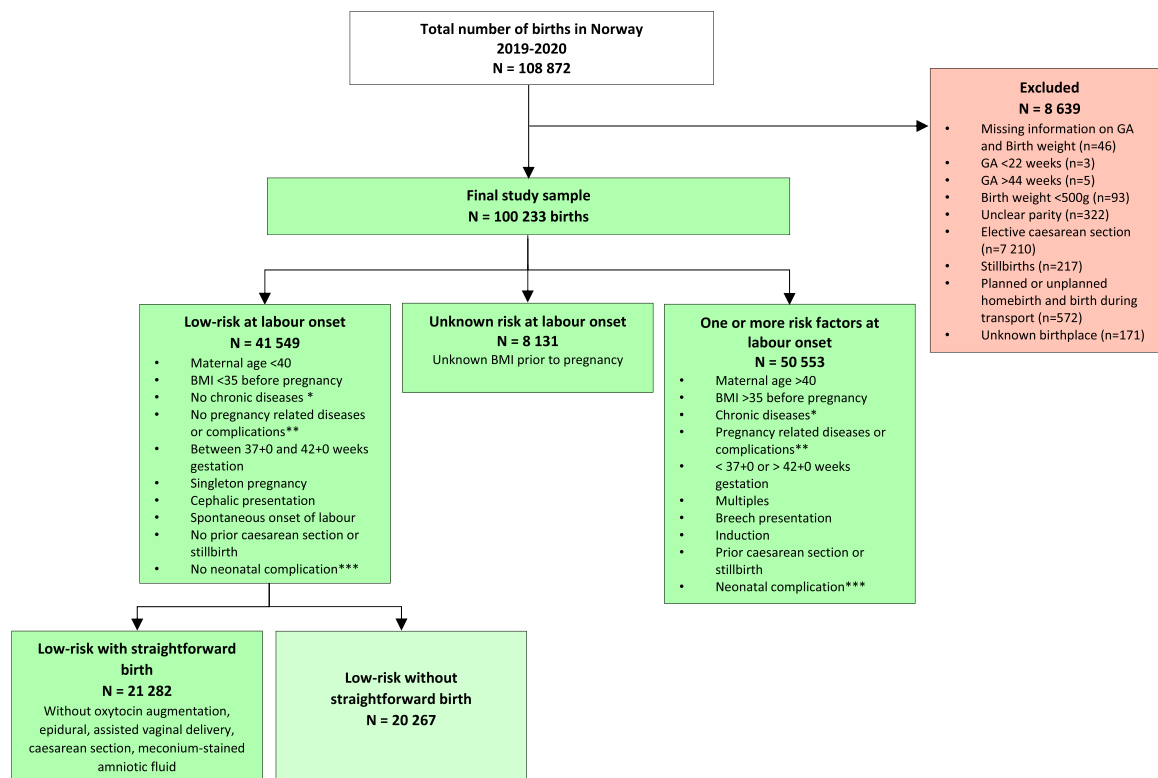 Total number of births in Norway
2019-2020
N = 108 872
Excluded
N = 8 639
• Missing information on GA
and Birth weight (n=46)
• GA <22 weeks (n=3)
• GA >44 weeks (n=5)
• Birth weight <500g (n=93)
• Unclear parity (n=322)
• Elective caesarean section
(n=7 210)
• Stillbirths (n=217)
• Planned or unplanned
homebirth and birth during
transport (n=572)
• Unknown birthplace (n=171)
Final study sample
N = 100 233 births
Low-risk at labour onset
N = 41 549
• Maternal age <40
• BMI <35 before pregnancy
• No chronic diseases *
• No pregnancy related diseases
or complications**
• Between 37+0 and 42+0 weeks
gestation
• Singleton pregnancy
• Cephalic presentation
• Spontaneous onset of labour
• No prior caesarean section or
stillbirth
• No neonatal complication***
Unknown risk at labour onset
N = 8 131
Unknown BMI prior to pregnancy
One or more risk factors at
labour onset
N = 50 553
• Maternal age >40
• BMI >35 before pregnancy
• Chronic diseases*
• Pregnancy related diseases or
complications**
• < 37+0 or > 42+0 weeks
gestation
• Multiples
• Breech presentation
• Induction
• Prior caesarean section or
stillbirth
• Neonatal complication***
Low-risk with straightforward
birth
N = 21 282
Without oxytocin augmentation,
epidural, assisted vaginal delivery,
caesarean section, meconium-stained
amniotic fluid
Low-risk without
straightforward birth
N = 20 267